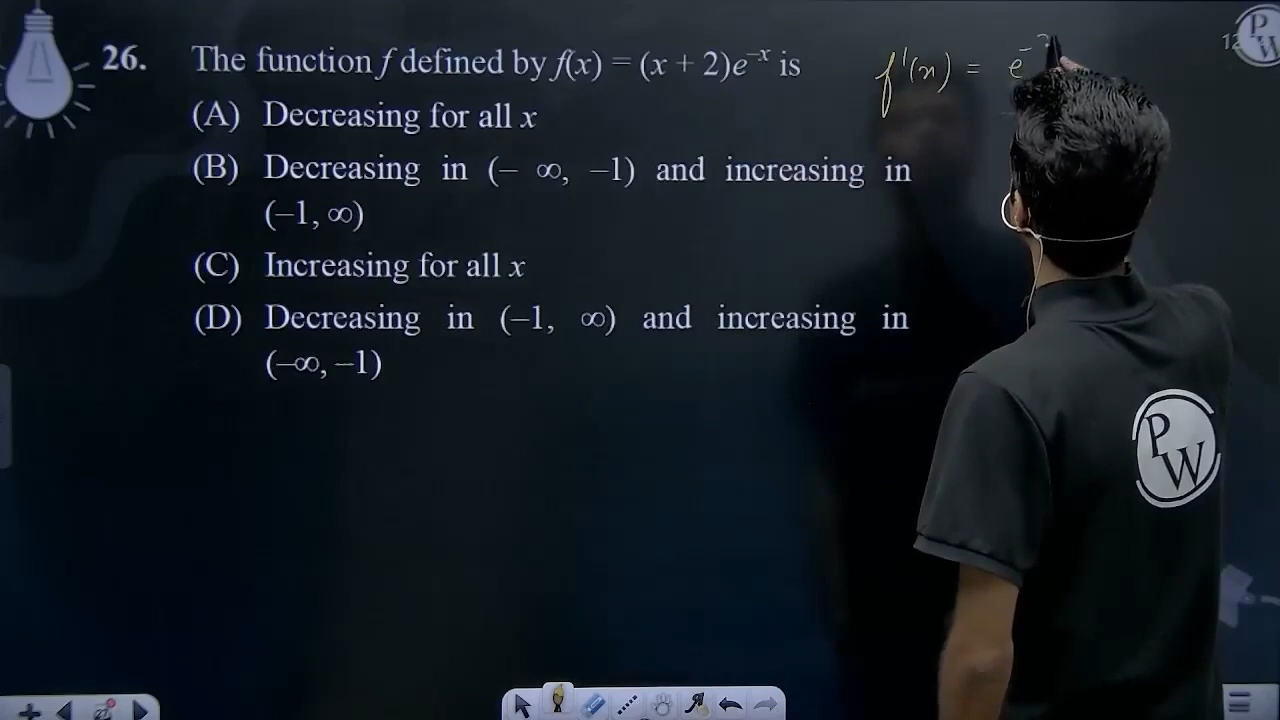 26. The function f defined by f(x) = (x + 2)e⁻ˣ is
f'(x) = e⁻
(A) Decreasing for all x
(B) Decreasing in (– ∞, –1) and increasing in
(–1, ∞)
(C) Increasing for all x
(D) Decreasing in (–1, ∞) and increasing in
(–∞, –1)
PW
PW